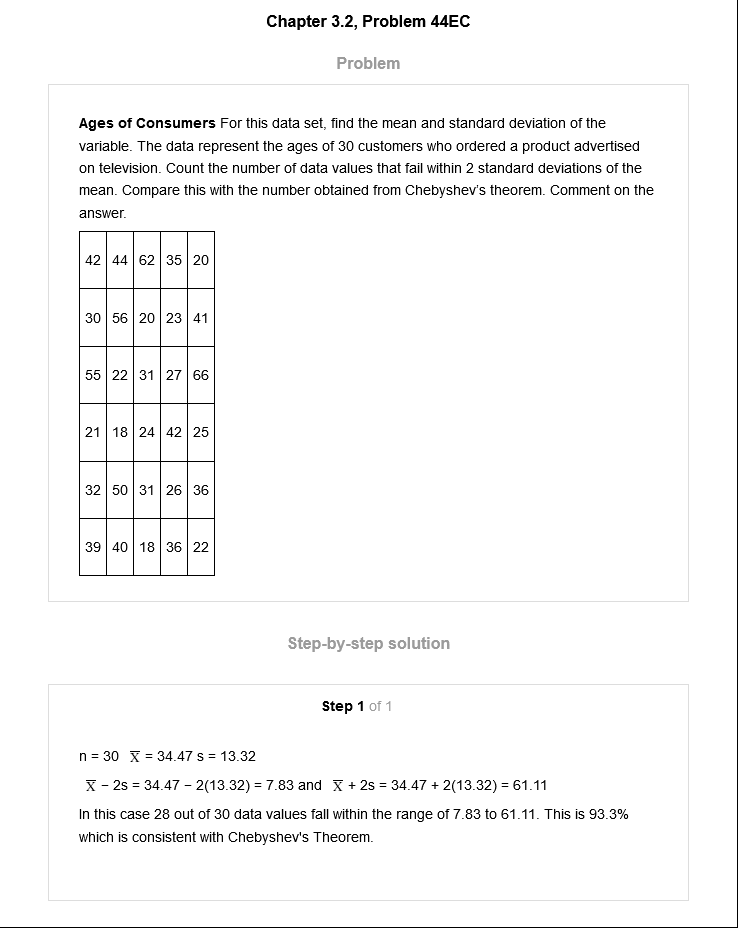 Chapter 3.2, Problem 44EC
Problem
Ages of Consumers For this data set, find the mean and standard deviation of the
variable. The data represent the ages of 30 customers who ordered a product advertised
on television. Count the number of data values that fail within 2 standard deviations of the
mean. Compare this with the number obtained from Chebyshev's theorem. Comment on the
answer.
42 44 62 35 20
30 56 20 23 41
55 22 31 27 66
21 18 24 42 25
32 50 31 26 36
39 40 18 36 22
Step-by-step solution
Step 1 of 1
n = 30 X̅ = 34.47 s = 13.32
X̅ − 2s = 34.47 − 2(13.32) = 7.83 and X̅ + 2s = 34.47 + 2(13.32) = 61.11
In this case 28 out of 30 data values fall within the range of 7.83 to 61.11. This is 93.3%
which is consistent with Chebyshev's Theorem.